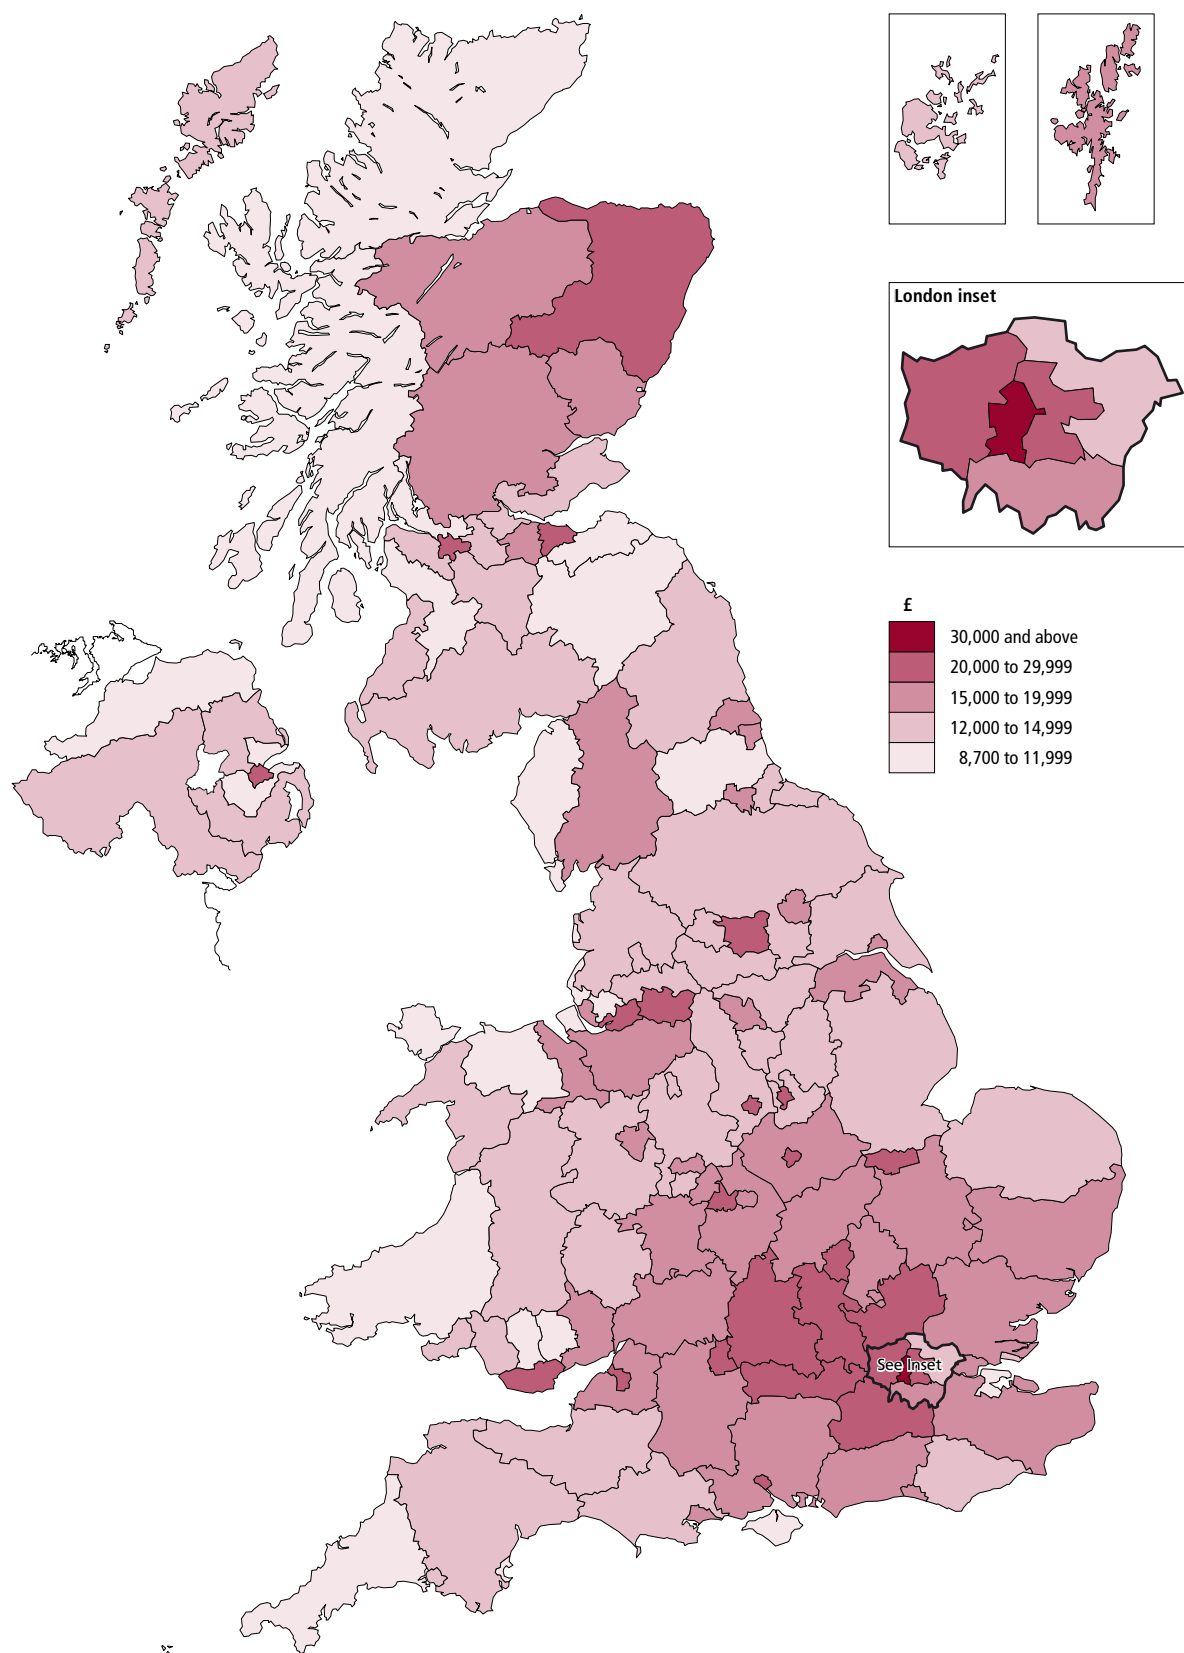 London inset
£
30,000 and above
20,000 to 29,999
15,000 to 19,999
12,000 to 14,999
8,700 to 11,999
See Inset